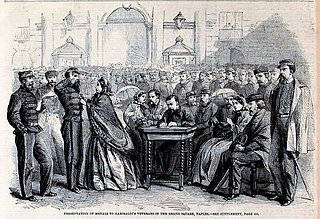 PRESENTATION OF MEDALS TO GARIBALDI'S VETERANS IN THE GRAND SQUARE, NAPLES.—SEE SUPPLEMENT, PAGE